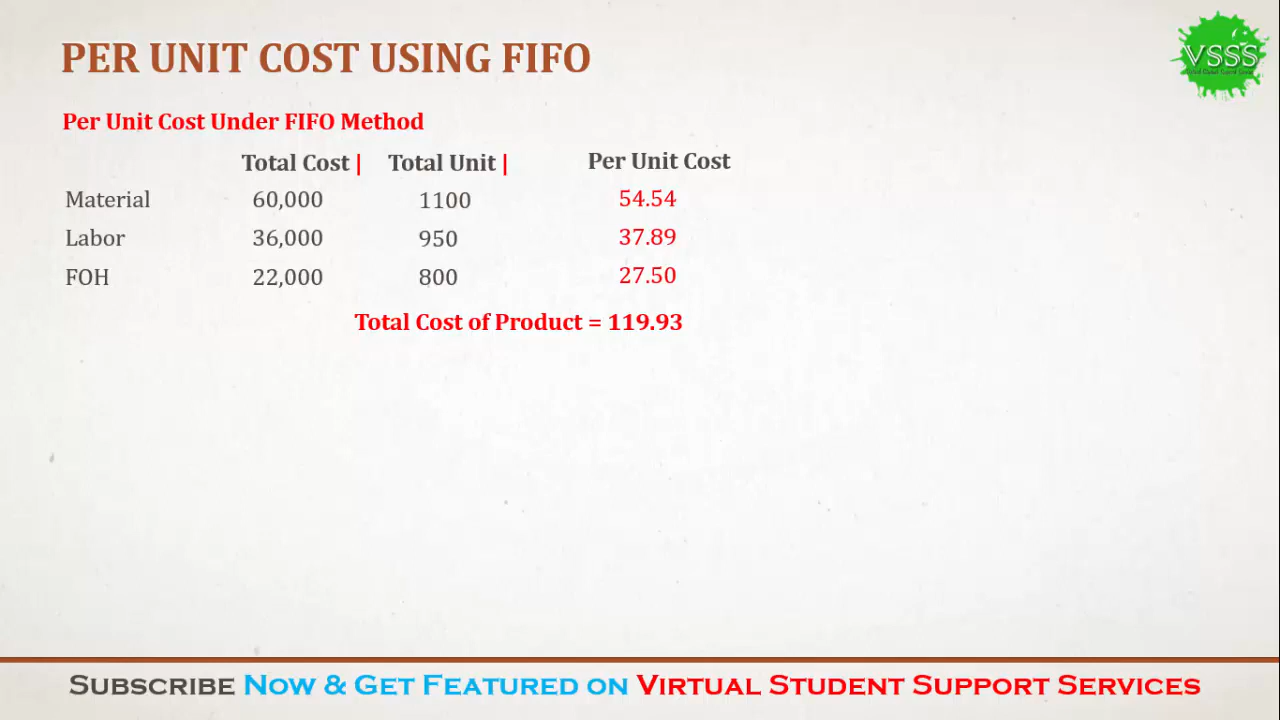 PER UNIT COST USING FIFO
VSSS
Per Unit Cost Under FIFO Method
Total Cost | Total Unit | Per Unit Cost
Material 60,000 1100 54.54
Labor 36,000 950 37.89
FOH 22,000 800 27.50
Total Cost of Product = 119.93
SUBSCRIBE NOW & GET FEATURED ON VIRTUAL STUDENT SUPPORT SERVICES